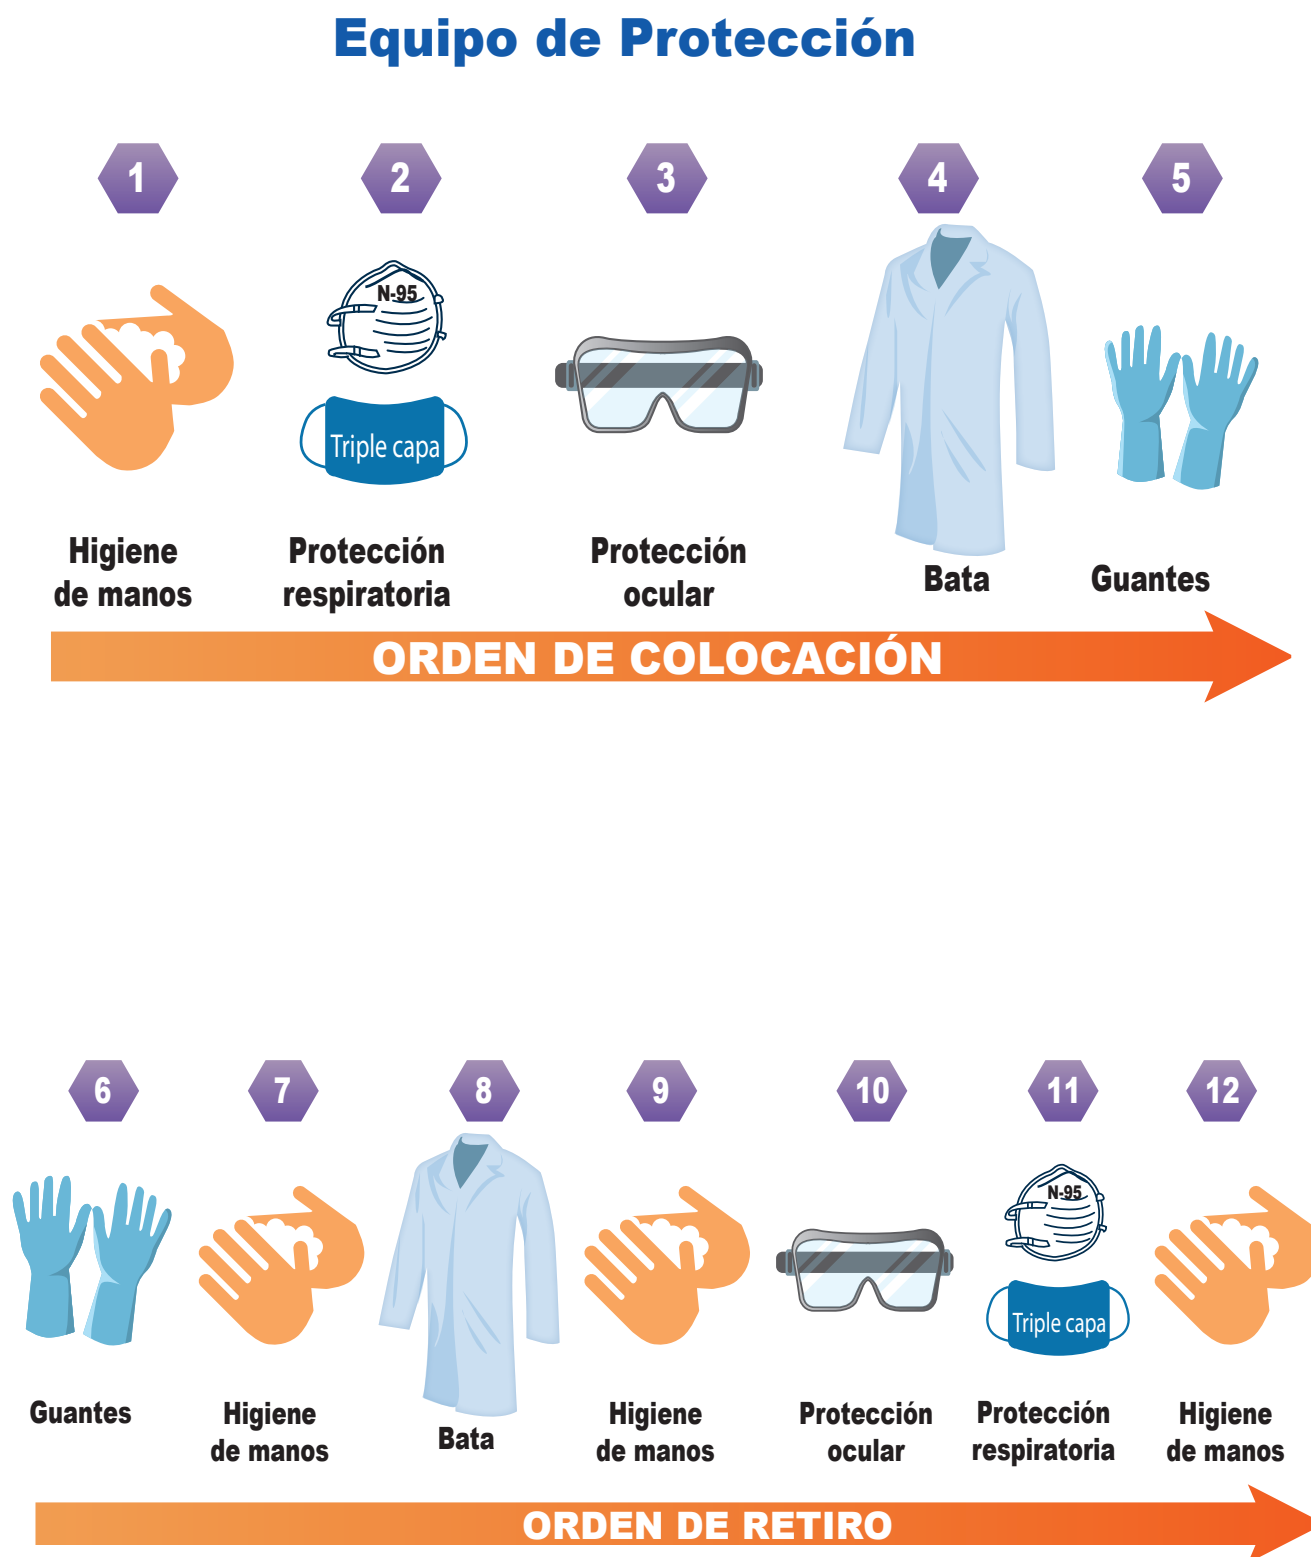 Equipo de Protección
1
2
3
4
5
N-95
Triple capa
Higiene
de manos
Protección
respiratoria
Protección
ocular
Bata
Guantes
ORDEN DE COLOCACIÓN
6
7
8
9
10
11
12
N-95
Triple capa
Guantes
Higiene
de manos
Bata
Higiene
de manos
Protección
ocular
Protección
respiratoria
Higiene
de manos
ORDEN DE RETIRO